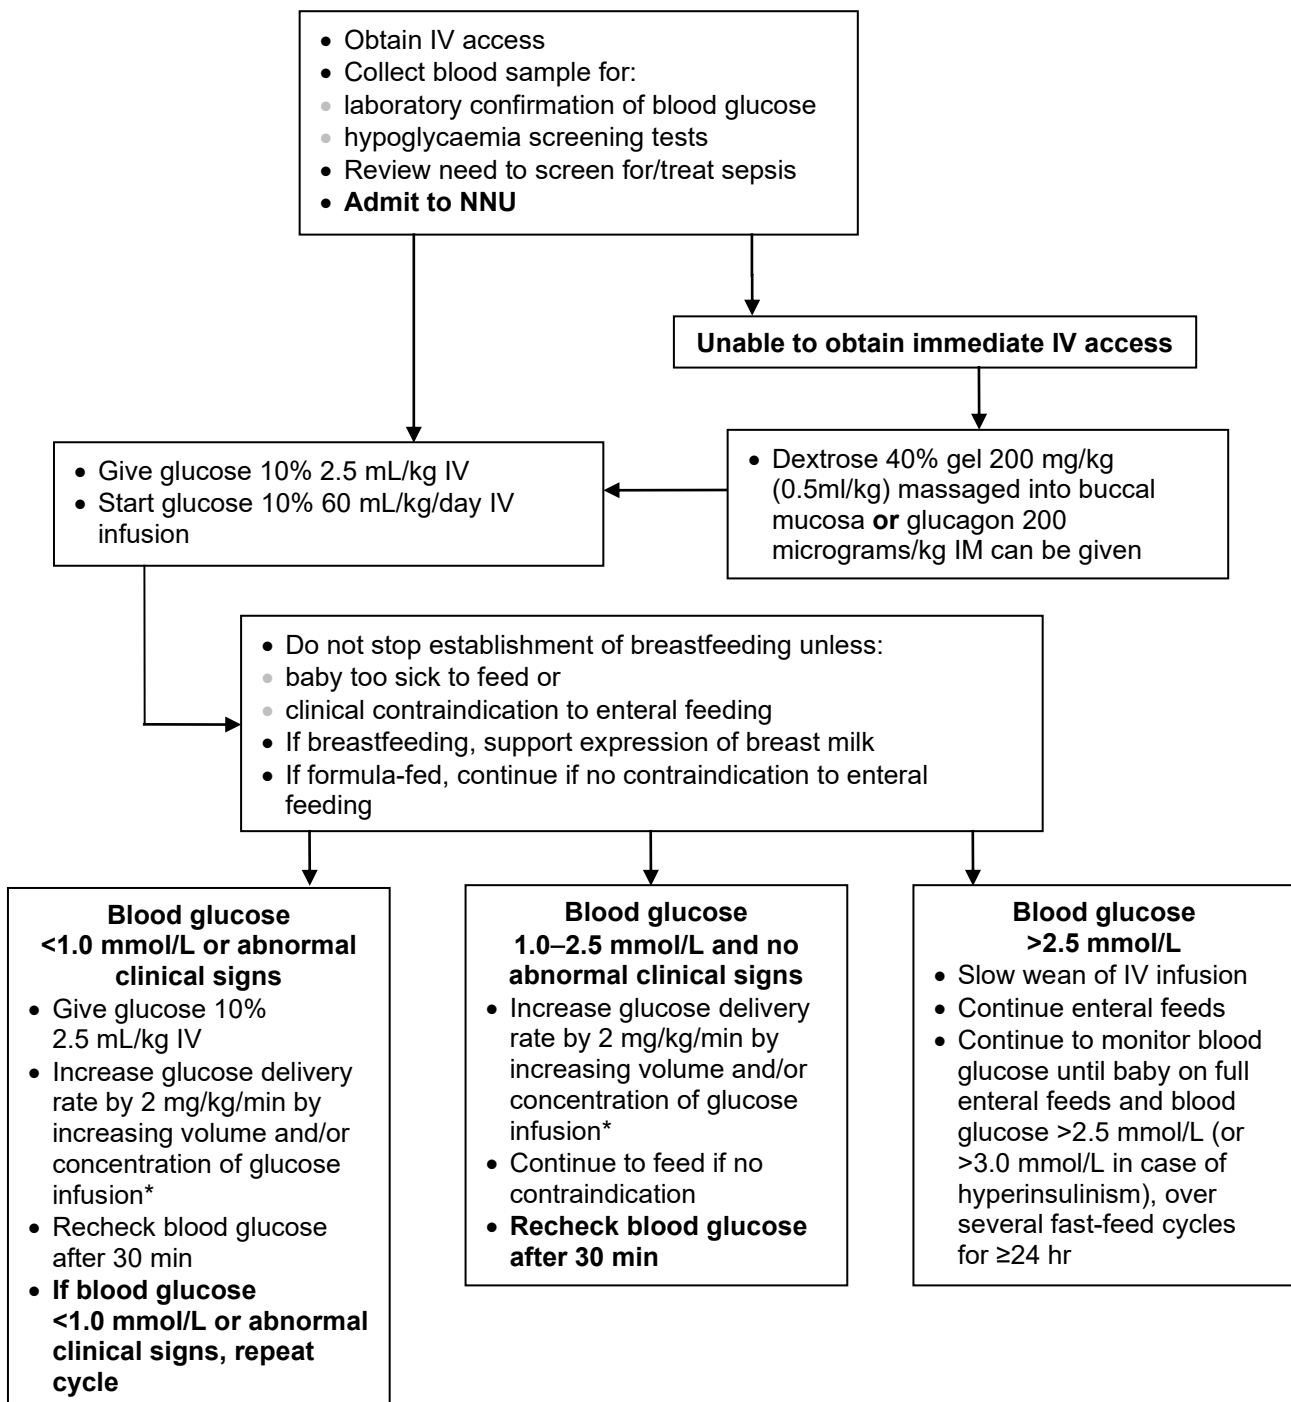 • Obtain IV access
• Collect blood sample for:
• laboratory confirmation of blood glucose
• hypoglycaemia screening tests
• Review need to screen for/treat sepsis
• Admit to NNU
Unable to obtain immediate IV access
• Give glucose 10% 2.5 mL/kg IV
• Start glucose 10% 60 mL/kg/day IV
infusion
• Dextrose 40% gel 200 mg/kg
(0.5ml/kg) massaged into buccal
mucosa or glucagon 200
micrograms/kg IM can be given
• Do not stop establishment of breastfeeding unless:
• baby too sick to feed or
• clinical contraindication to enteral feeding
• If breastfeeding, support expression of breast milk
• If formula-fed, continue if no contraindication to enteral
feeding
Blood glucose
<1.0 mmol/L or abnormal
clinical signs
• Give glucose 10%
2.5 mL/kg IV
• Increase glucose delivery
rate by 2 mg/kg/min by
increasing volume and/or
concentration of glucose
infusion*
• Recheck blood glucose
after 30 min
• If blood glucose
<1.0 mmol/L or abnormal
clinical signs, repeat
cycle
Blood glucose
1.0–2.5 mmol/L and no
abnormal clinical signs
• Increase glucose delivery
rate by 2 mg/kg/min by
increasing volume and/or
concentration of glucose
infusion*
• Continue to feed if no
contraindication
• Recheck blood glucose
after 30 min
Blood glucose
>2.5 mmol/L
• Slow wean of IV infusion
• Continue enteral feeds
• Continue to monitor blood
glucose until baby on full
enteral feeds and blood
glucose >2.5 mmol/L (or
>3.0 mmol/L in case of
hyperinsulinism), over
several fast-feed cycles
for ≥24 hr